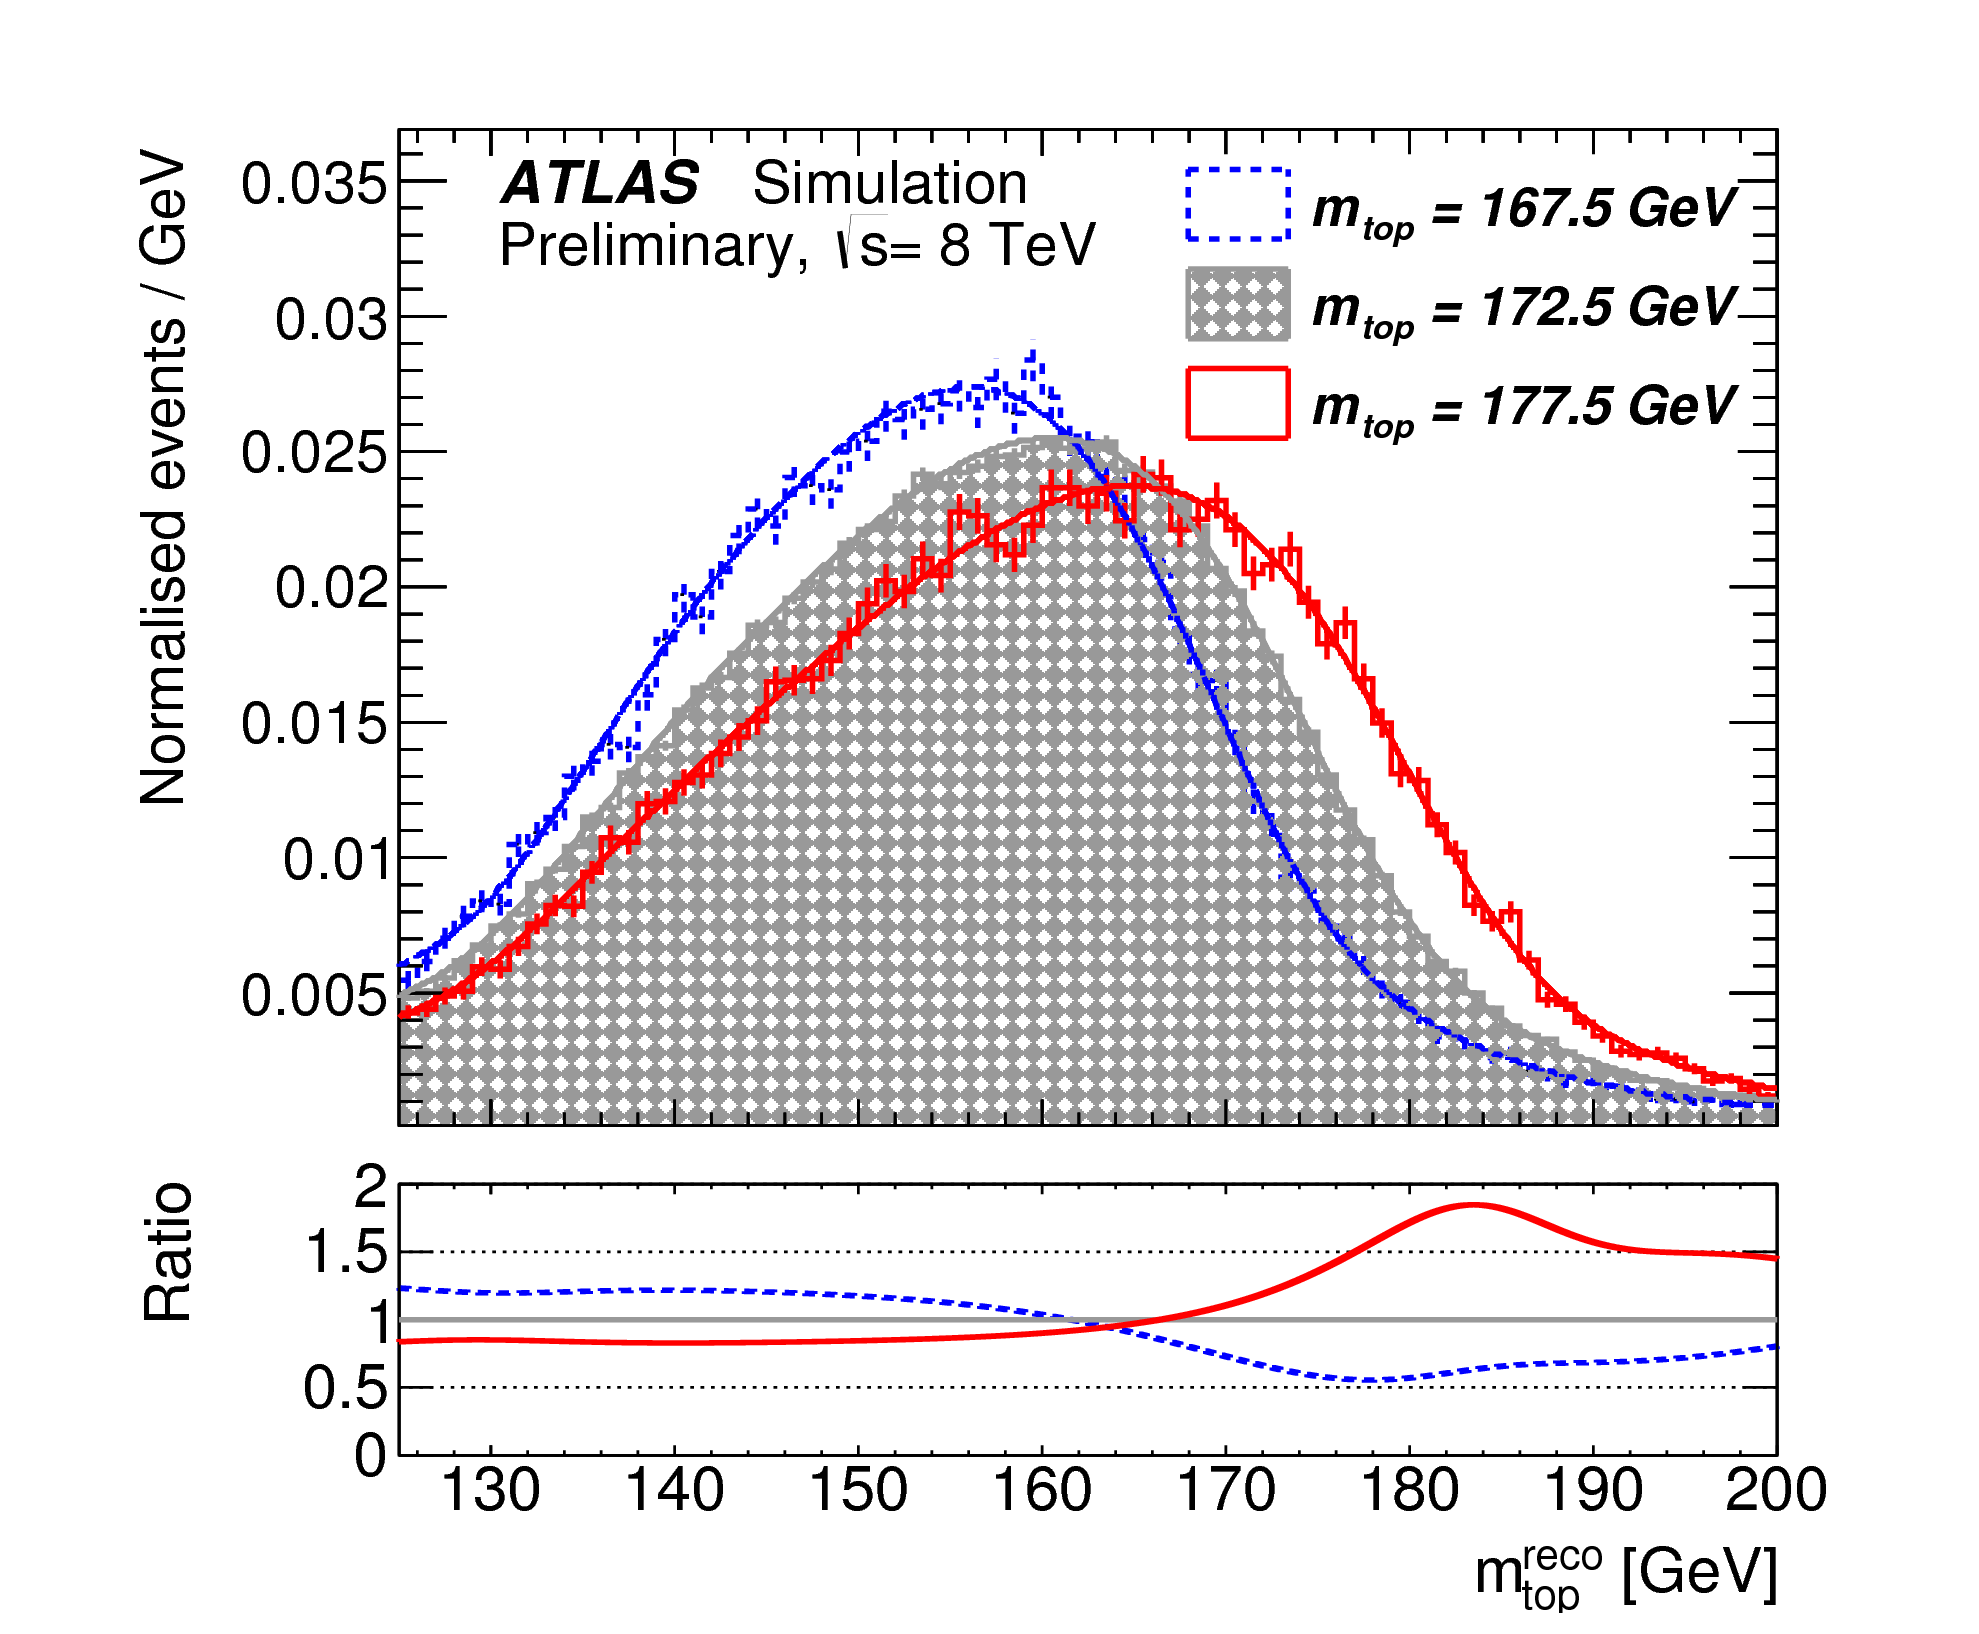 ATLAS Simulation
Preliminary, √s= 8 TeV
m_top = 167.5 GeV
m_top = 172.5 GeV
m_top = 177.5 GeV
Normalised events / GeV
0.035
0.03
0.025
0.02
0.015
0.01
0.005
Ratio
2
1.5
1
0.5
0
130 140 150 160 170 180 190 200
m_top^reco [GeV]